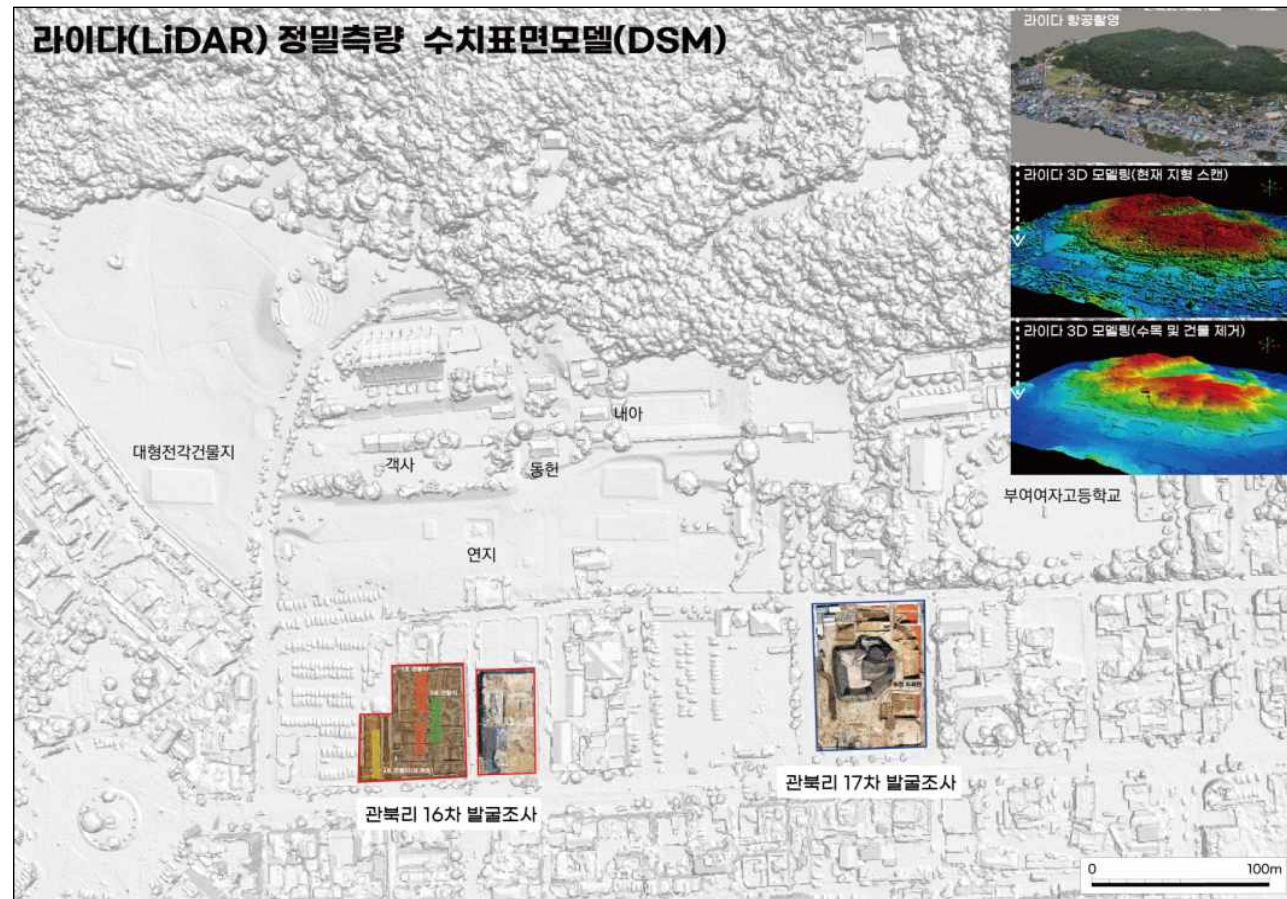 라이다(LiDAR) 정밀측량 수치표면모델(DSM)
라이다 항공촬영
라이다 3D 모델링(현재 지형 스캔)
라이다 3D 모델링(수목 및 건물 제거)
내아
대형전각건물지
객사
동헌
부여여자고등학교
연지
관북리 16차 발굴조사
관북리 17차 발굴조사
0 100m